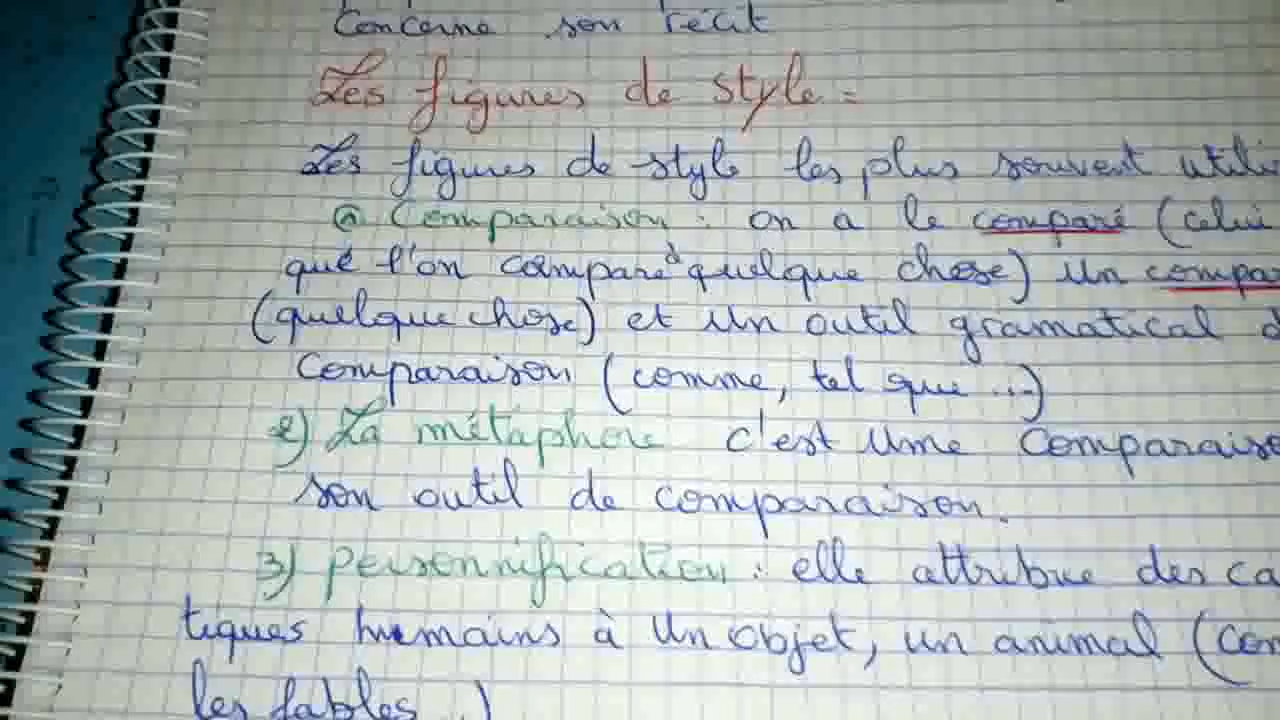 Concerne son récit
Les figures de style :
Les figures de style les plus souvent utilis
Comparaison : on a le comparé (celui
que l'on compare à quelque chose) un compar
(quelque chose) et un outil gramatical d
Comparaison (comme, tel que ...)
2) La métaphore c'est une Comparaiso
son outil de comparaison.
3) personnification : elle attribue des ca
tiques humains à un objet, un animal (Com
les fables ..)